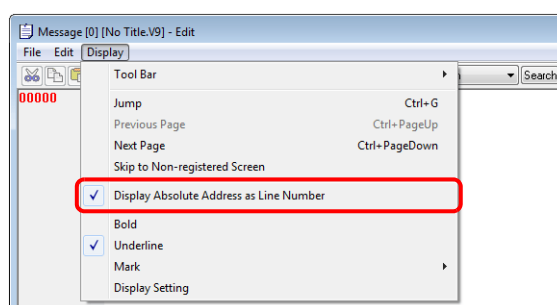 Message [0] [No Title.V9] - Edit
File Edit Display
Search
00000
Tool Bar
Jump Ctrl+G
Previous Page Ctrl+PageUp
Next Page Ctrl+PageDown
Skip to Non-registered Screen
Display Absolute Address as Line Number
Bold
Underline
Mark
Display Setting